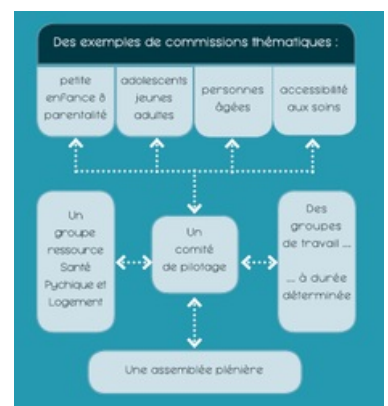 Des exemples de commissions thématiques :
petite
enfance &
parentalité
adolescents
jeunes
adultes
personnes
âgées
accessibilité
aux soins
Un
groupe
ressource
Santé
Pychique et
Logement
Un
comité
de pilotage
Des
groupes
de travail ...
.... à durée
déterminée
Une assemblée plénière